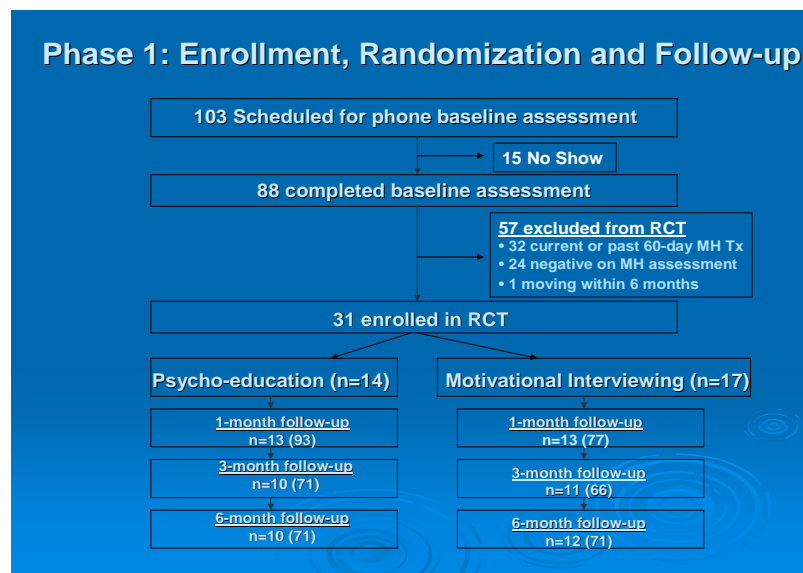 Phase 1: Enrollment, Randomization and Follow-up
103 Scheduled for phone baseline assessment
15 No Show
88 completed baseline assessment
57 excluded from RCT
• 32 current or past 60-day MH Tx
• 24 negative on MH assessment
• 1 moving within 6 months
31 enrolled in RCT
Psycho-education (n=14)
Motivational Interviewing (n=17)
1-month follow-up
n=13 (93)
1-month follow-up
n=13 (77)
3-month follow-up
n=10 (71)
3-month follow-up
n=11 (66)
6-month follow-up
n=10 (71)
6-month follow-up
n=12 (71)